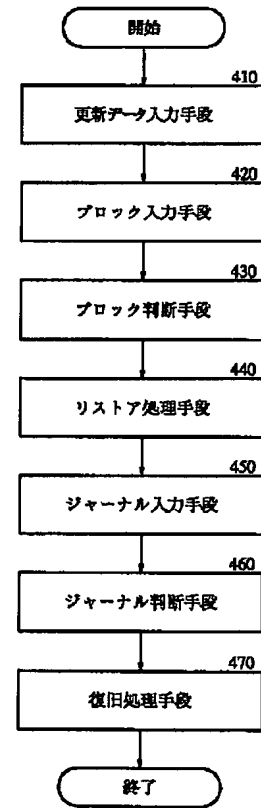 開始
410
更新データ入力手段
420
ブロック入力手段
430
ブロック判断手段
440
リストア処理手段
450
ジャーナル入力手段
460
ジャーナル判断手段
470
復旧処理手段
終了